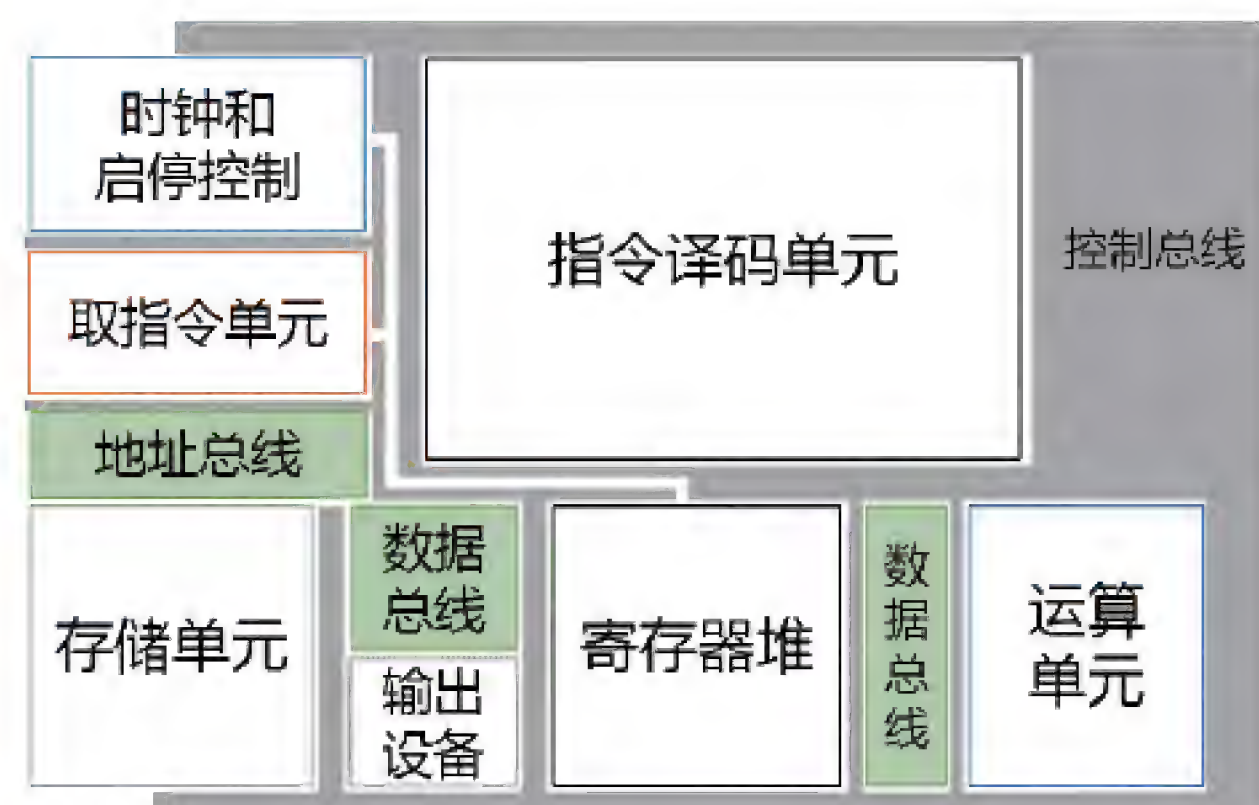 时钟和
启停控制
指令译码单元
控制总线
取指令单元
地址总线
存储单元
数据
总线
输出
设备
寄存器堆
数
据
总
线
运算
单元